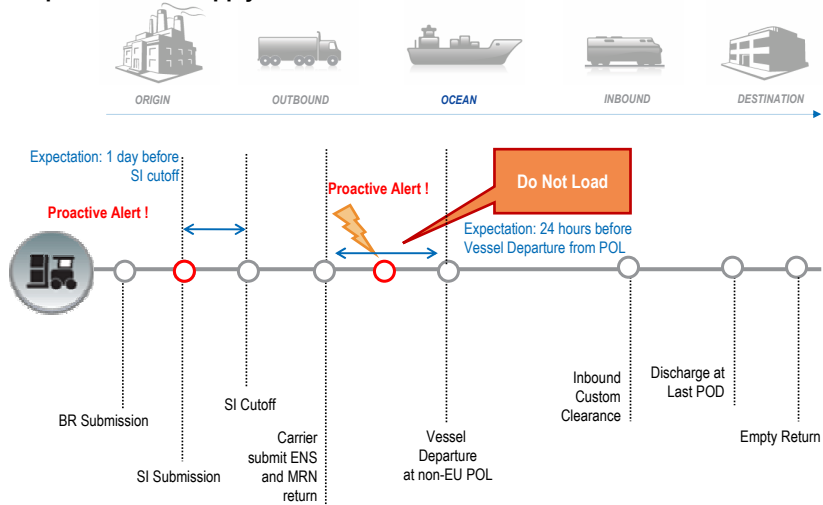 ORIGIN
OUTBOUND
OCEAN
INBOUND
DESTINATION
Expectation: 1 day before
SI cutoff
Proactive Alert !
Proactive Alert !
Do Not Load
Expectation: 24 hours before
Vessel Departure from POL
BR Submission
SI Submission
SI Cutoff
Carrier
submit ENS
and MRN
return
Vessel
Departure
at non-EU POL
Inbound
Custom
Clearance
Discharge at
Last POD
Empty Return